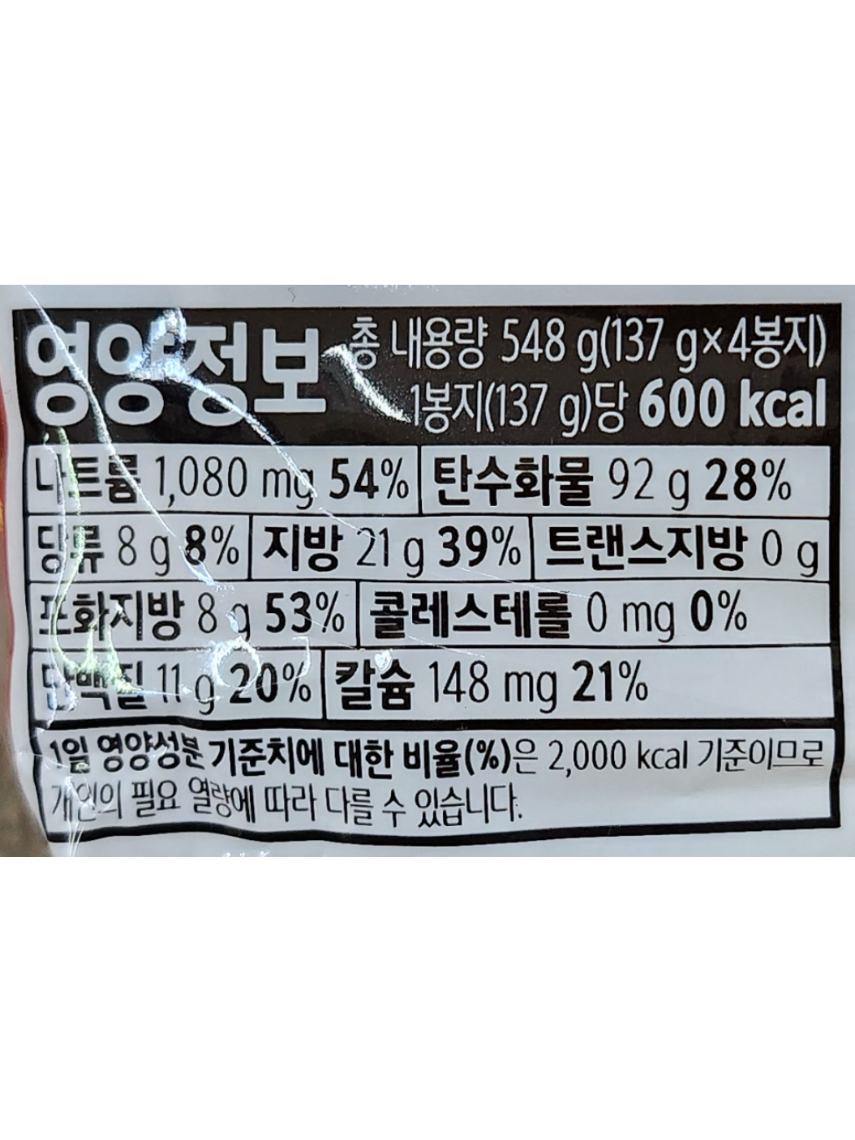 영양정보 총 내용량 548 g(137 g×4봉지)
1봉지(137 g)당 600 kcal
나트륨 1,080 mg 54% 탄수화물 92 g 28%
당류 8 g 8% 지방 21 g 39% 트랜스지방 0 g
포화지방 8 g 53% 콜레스테롤 0 mg 0%
단백질 11 g 20% 칼슘 148 mg 21%
1일 영양성분 기준치에 대한 비율(%)은 2,000 kcal 기준이므로
개인의 필요 열량에 따라 다를 수 있습니다.